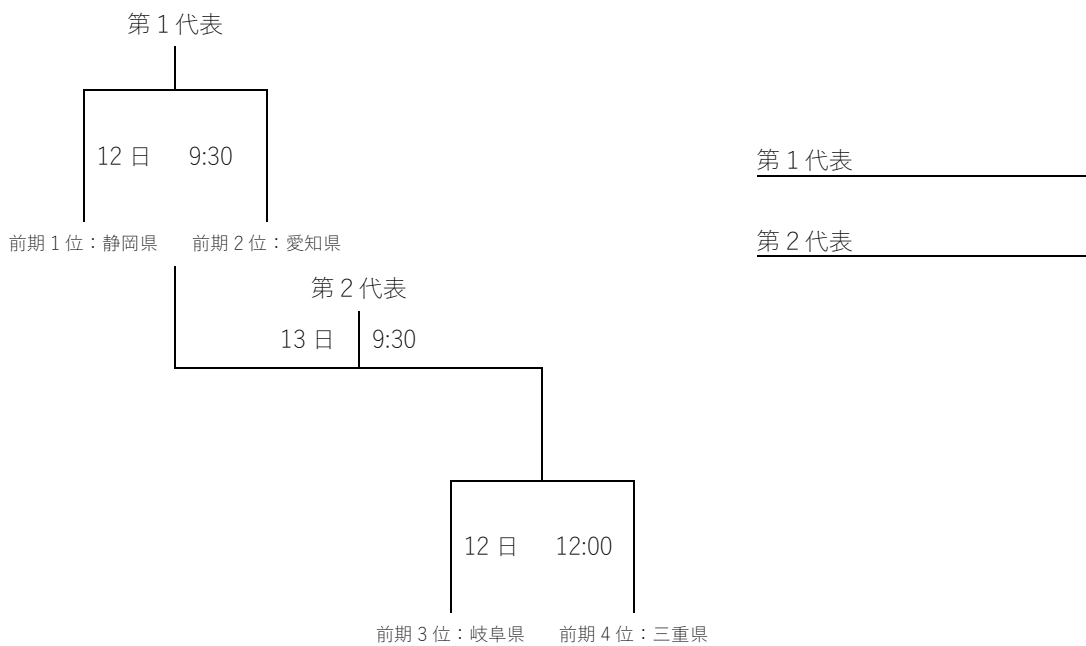 第１代表
12 日 9:30
第１代表
前期１位：静岡県 前期２位：愛知県
第２代表
第２代表
13 日 9:30
12 日 12:00
前期３位：岐阜県 前期４位：三重県